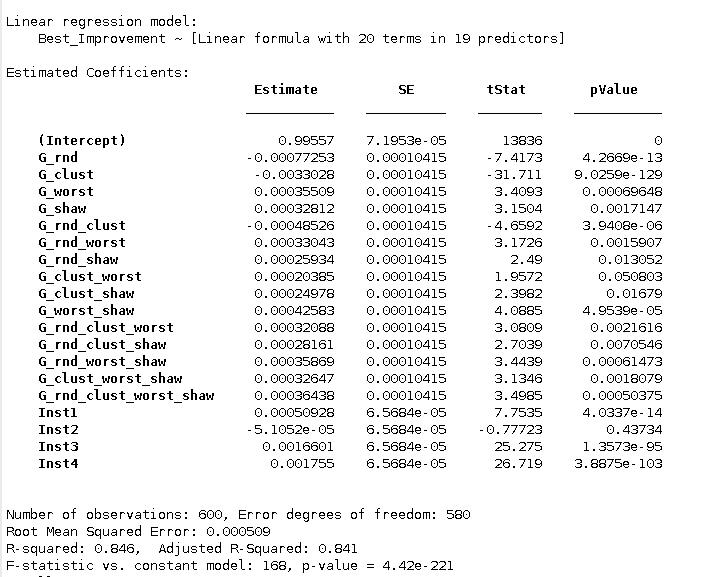 Linear regression model:
Best_Improvement ~ [Linear formula with 20 terms in 19 predictors]
Estimated Coefficients:
Estimate SE tStat pValue
(Intercept) 0.99557 7.1953e-05 13836 0
G_rnd -0.00077253 0.00010415 -7.4173 4.2669e-13
G_clust -0.0033028 0.00010415 -31.711 9.0259e-129
G_worst 0.00035509 0.00010415 3.4093 0.00069648
G_shaw 0.00032812 0.00010415 3.1504 0.0017147
G_rnd_clust -0.00048526 0.00010415 -4.6592 3.9408e-06
G_rnd_worst 0.00033043 0.00010415 3.1726 0.0015907
G_rnd_shaw 0.00025934 0.00010415 2.49 0.013052
G_clust_worst 0.00020385 0.00010415 1.9572 0.050803
G_clust_shaw 0.00024978 0.00010415 2.3982 0.01679
G_worst_shaw 0.00042583 0.00010415 4.0885 4.9539e-05
G_rnd_clust_worst 0.00032088 0.00010415 3.0809 0.0021616
G_rnd_clust_shaw 0.00028161 0.00010415 2.7039 0.0070546
G_rnd_worst_shaw 0.00035869 0.00010415 3.4439 0.00061473
G_clust_worst_shaw 0.00032647 0.00010415 3.1346 0.0018079
G_rnd_clust_worst_shaw 0.00036438 0.00010415 3.4985 0.00050375
Inst1 0.00050928 6.5684e-05 7.7535 4.0337e-14
Inst2 -5.1052e-05 6.5684e-05 -0.77723 0.43734
Inst3 0.0016601 6.5684e-05 25.275 1.3573e-95
Inst4 0.001755 6.5684e-05 26.719 3.8875e-103
Number of observations: 600, Error degrees of freedom: 580
Root Mean Squared Error: 0.000509
R-squared: 0.846, Adjusted R-Squared: 0.841
F-statistic vs. constant model: 168, p-value = 4.42e-221